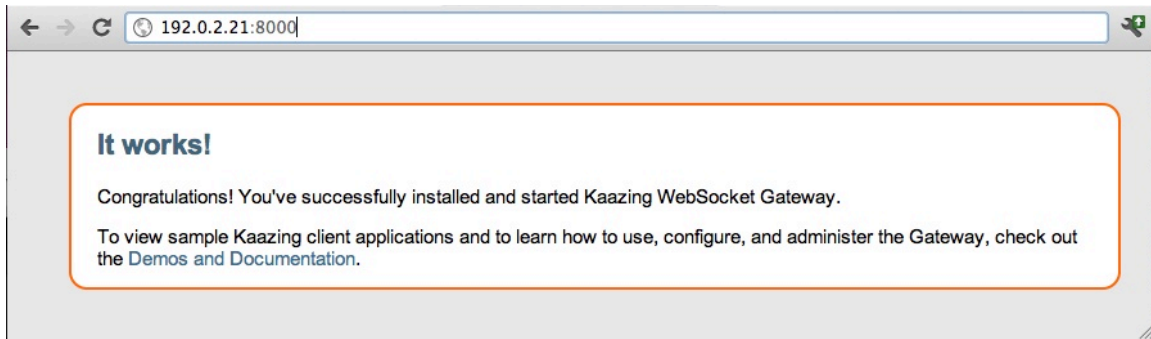 192.0.2.21:8000
It works!
Congratulations! You've successfully installed and started Kaazing WebSocket Gateway.
To view sample Kaazing client applications and to learn how to use, configure, and administer the Gateway, check out
the Demos and Documentation.